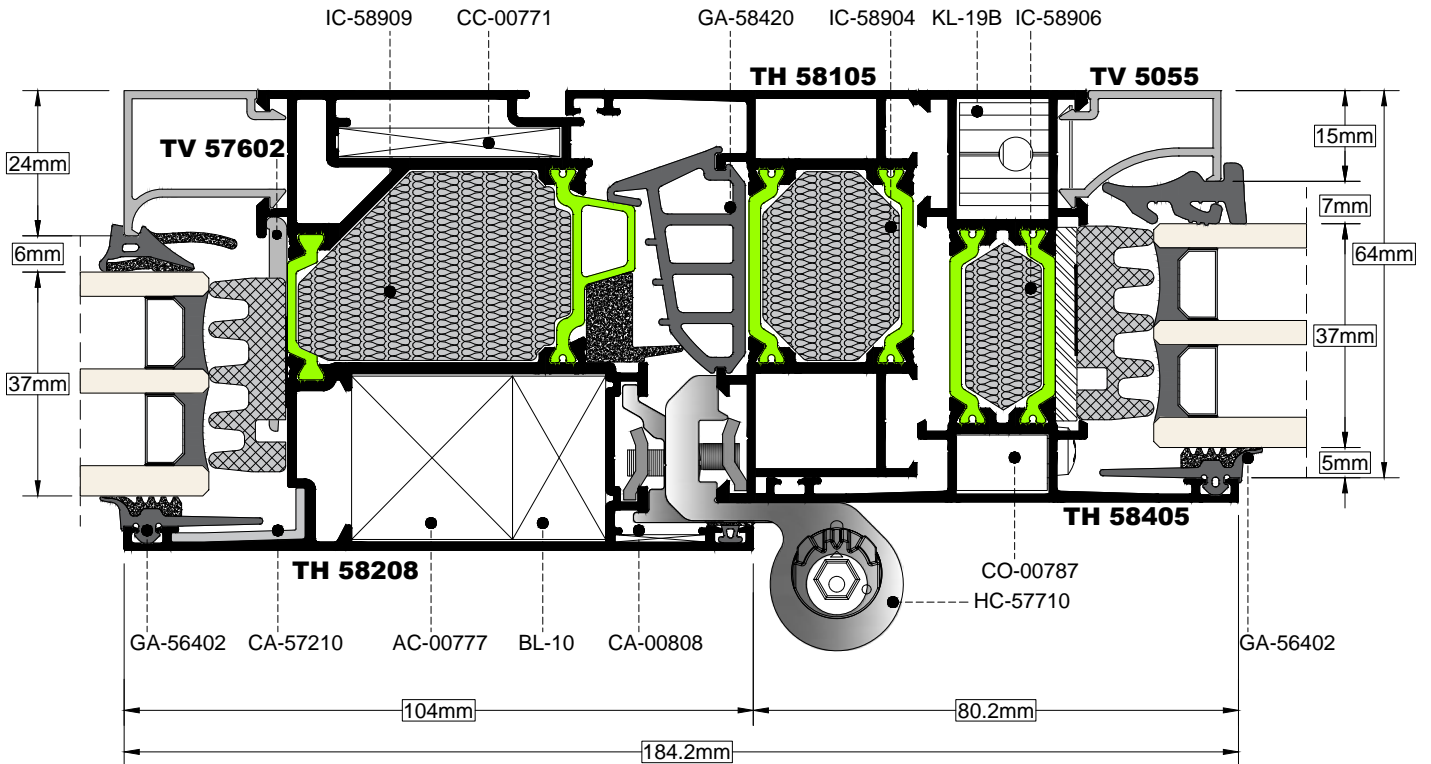 IC-58909 CC-00771 GA-58420 IC-58904 KL-19B IC-58906
TH 58105 TV 5055
TV 57602
24mm
15mm
7mm
6mm
64mm
37mm
37mm
5mm
TH 58405
TH 58208
CO-00787
HC-57710
GA-56402 CA-57210 AC-00777 BL-10 CA-00808 GA-56402
104mm 80.2mm
184.2mm